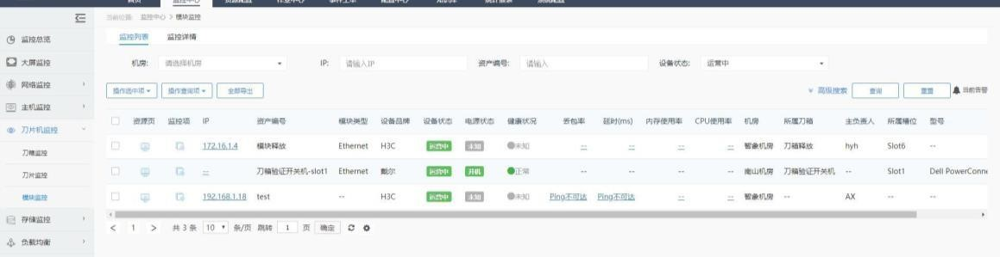 首页 监控中心 资源配置 作业中心 事件工单 配置中心 知识库 统计报表 系统配置
当前位置: 监控中心 > 模块监控
监控总览
大屏监控
网络监控
主机监控
刀片机监控
刀箱监控
刀片监控
模块监控
存储监控
负载均衡
监控列表 监控详情
机房: 请选择机房 IP: 请输入IP 资产编号: 请输入 设备状态: 运营中
操作选中项 操作查询项 全部导出 高级搜索 查询 重置 当前告警
资源页 监控项 IP 资产编号 模块类型 设备品牌 设备状态 电源状态 健康状况 丢包率 延时(ms) 内存使用率 CPU使用率 机房 所属刀箱 主负责人 所属槽位 型号
172.16.1.4 模块释放 Ethernet H3C 运营中 未知 未知 -- -- -- -- 智象机房 刀箱释放 hyh Slot6 --
-- 刀箱验证开关机-slot1 Ethernet 戴尔 运营中 开机 正常 -- -- -- -- 南山机房 刀箱验证开关机 -- Slot1 Dell PowerConne
192.168.1.18 test -- H3C 运营中 未知 未知 Ping不可达 Ping不可达 -- -- 智象机房 -- AX -- --
< 1 > 共 3 条 10 条/页 跳转 1 页 确定